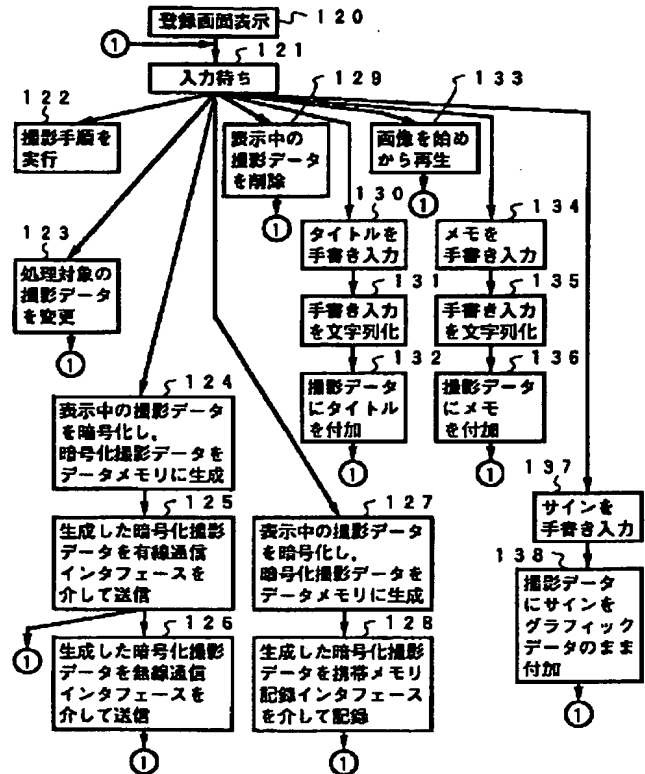 登録画面表示
120
①
121
入力待ち
122
撮影手順を
実行
129
表示中の
撮影データ
を削除
①
133
画像を始め
から再生
①
123
処理対象の
撮影データ
を変更
①
130
タイトルを
手書き入力
131
手書き入力
を文字列化
132
撮影データ
にタイトル
を付加
①
134
メモを
手書き入力
135
手書き入力
を文字列化
136
撮影データ
にメモ
を付加
①
124
表示中の撮影データ
を暗号化し.
暗号化撮影データを
データメモリに生成
125
生成した暗号化撮影
データを有線通信
インタフェースを
介して送信
①
126
生成した暗号化撮影
データを無線通信
インタフェースを
介して送信
①
127
表示中の撮影データ
を暗号化し.
暗号化撮影データを
データメモリに生成
128
生成した暗号化撮影
データを携帯メモリ
記録インタフェース
を介して記録
①
137
サインを
手書き入力
138
撮影データ
にサインを
グラフィック
データのまま
付加
①